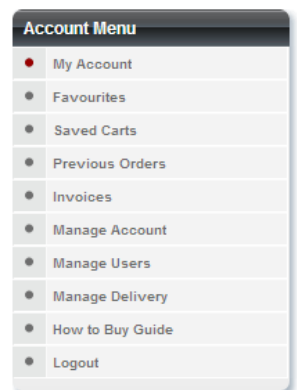 Account Menu
My Account
Favourites
Saved Carts
Previous Orders
Invoices
Manage Account
Manage Users
Manage Delivery
How to Buy Guide
Logout